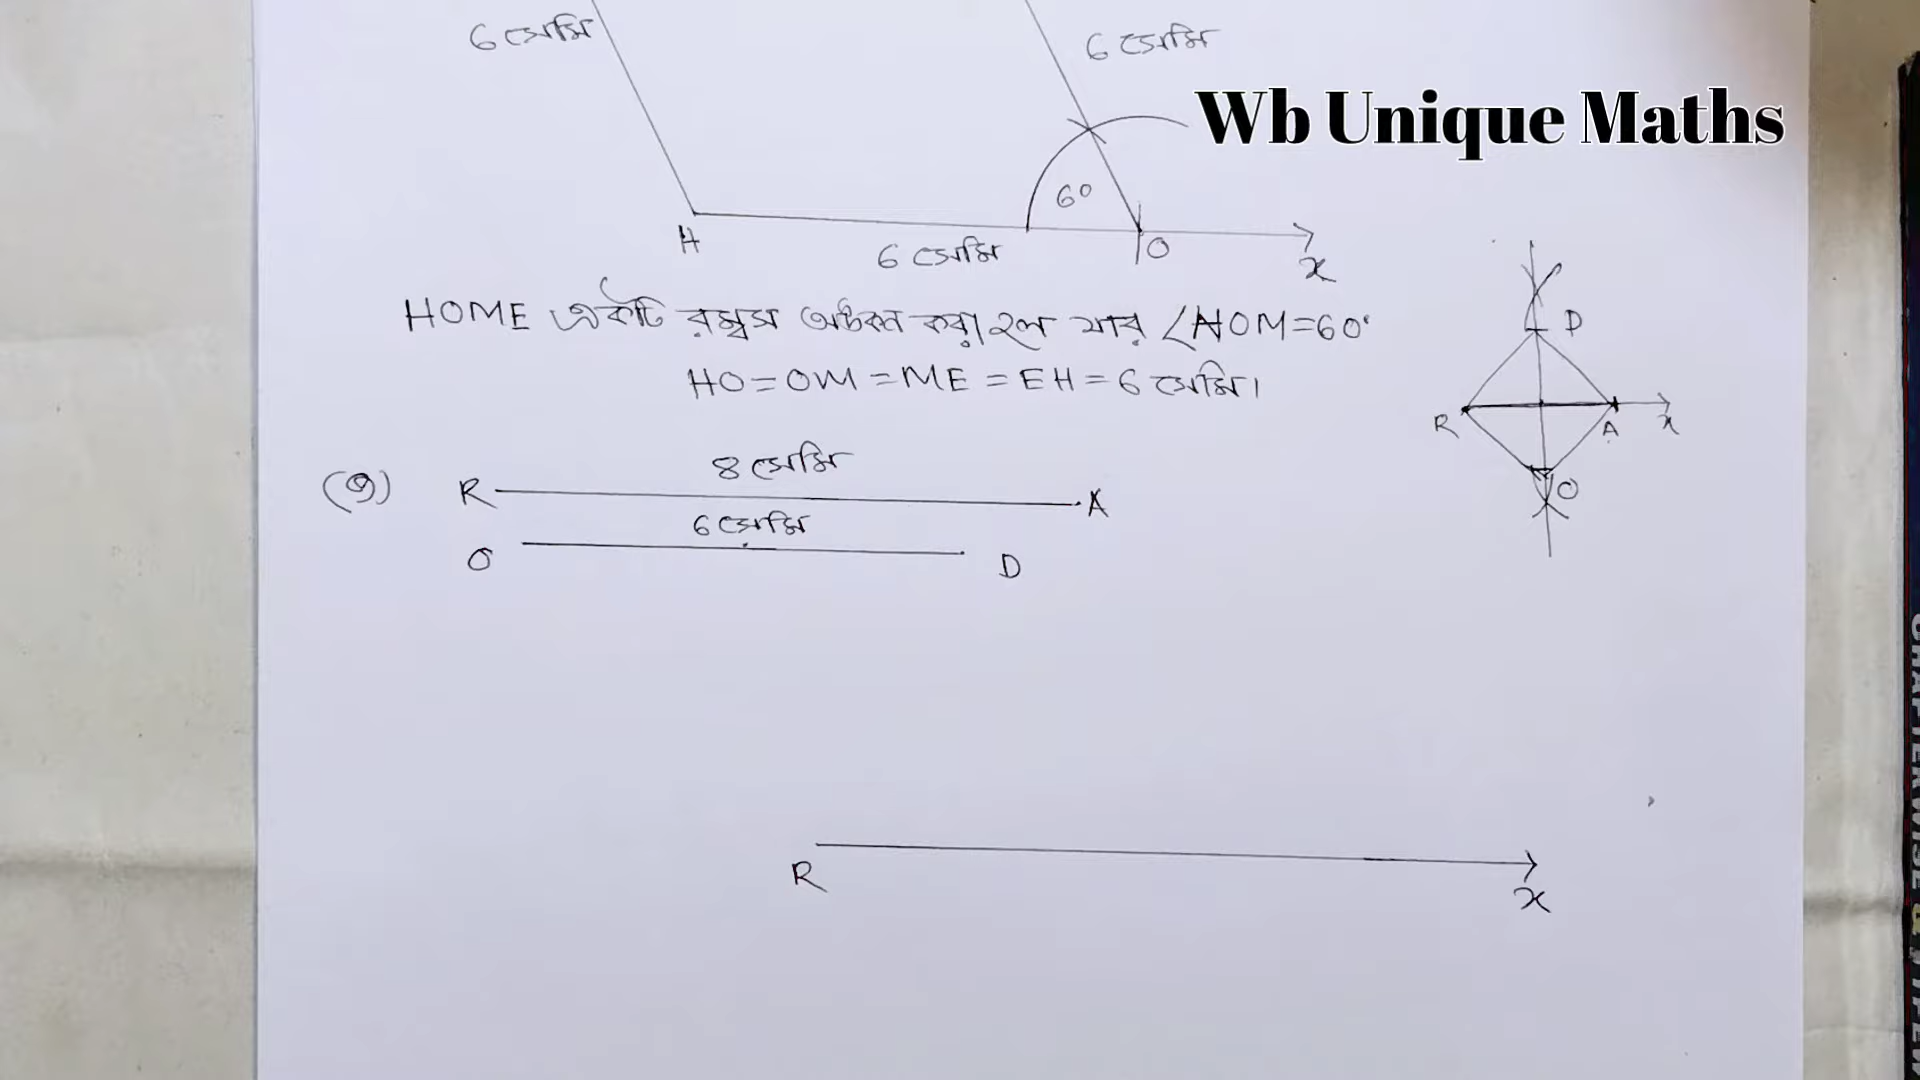 6 সেমি
6 সেমি
Wb Unique Maths
60
H
6 সেমি
O
x
HOME একটি রম্বস অঙ্কন করা হল যার ∠HOM=60°
HO=OM=ME=EH=6 সেমি।
D
R
A
x
O
(৩)
R
8 সেমি
A
6 সেমি
O
D
R
x